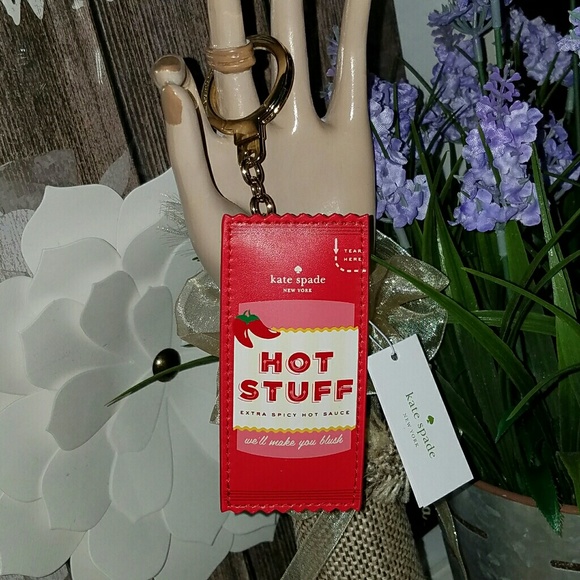 TEAR
HERE
kate spade
NEW YORK
HOT
STUFF
EXTRA SPICY HOT SAUCE
we'll make you blush
kate spade
NEW YORK